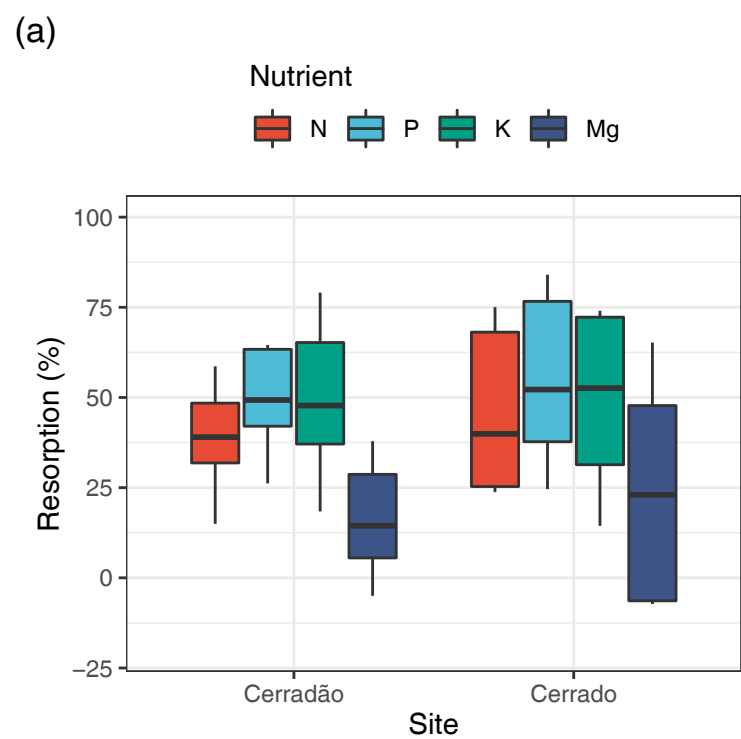 (a)
Nutrient
N P K Mg
100
75
50
25
0
−25
Resorption (%)
Cerradão Cerrado
Site